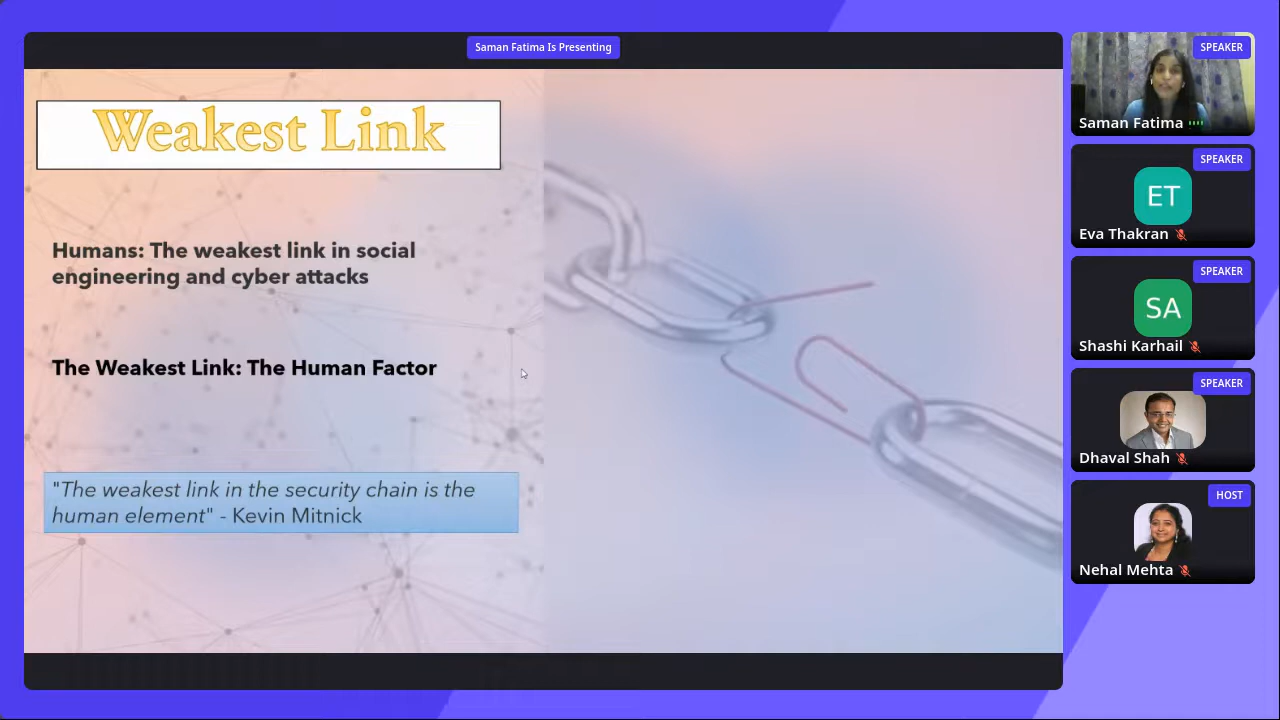 Saman Fatima Is Presenting
Weakest Link
Humans: The weakest link in social
engineering and cyber attacks
The Weakest Link: The Human Factor
"The weakest link in the security chain is the
human element" - Kevin Mitnick
SPEAKER
Saman Fatima
SPEAKER
ET
Eva Thakran
SPEAKER
SA
Shashi Karhail
SPEAKER
Dhaval Shah
HOST
Nehal Mehta